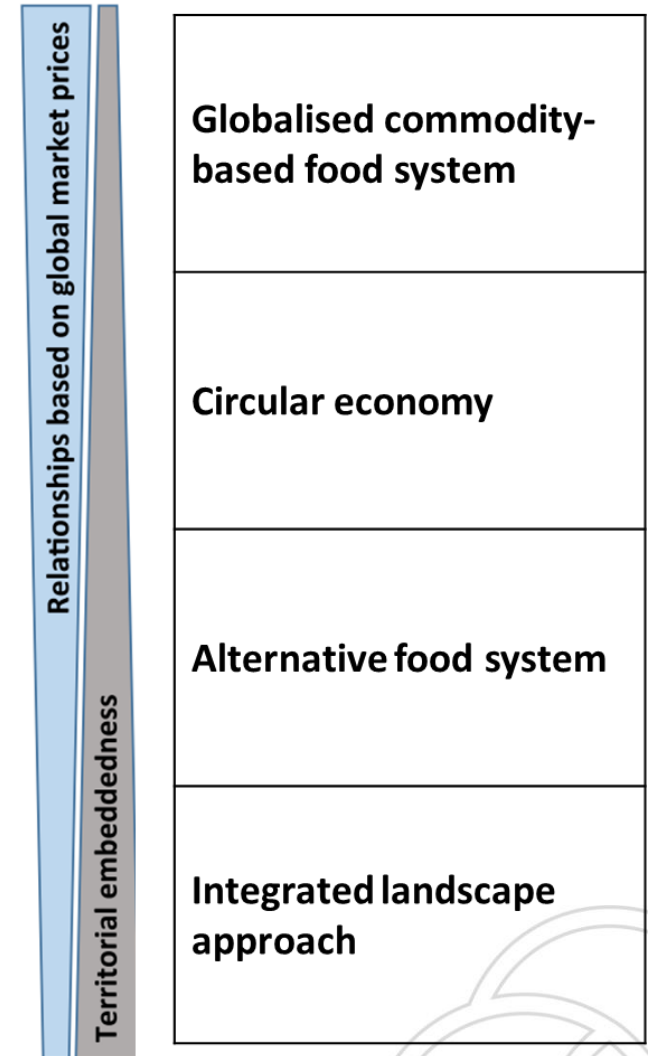 Relationships based on global market prices
Territorial embeddedness
Globalised commodity-
based food system
Circular economy
Alternative food system
Integrated landscape
approach